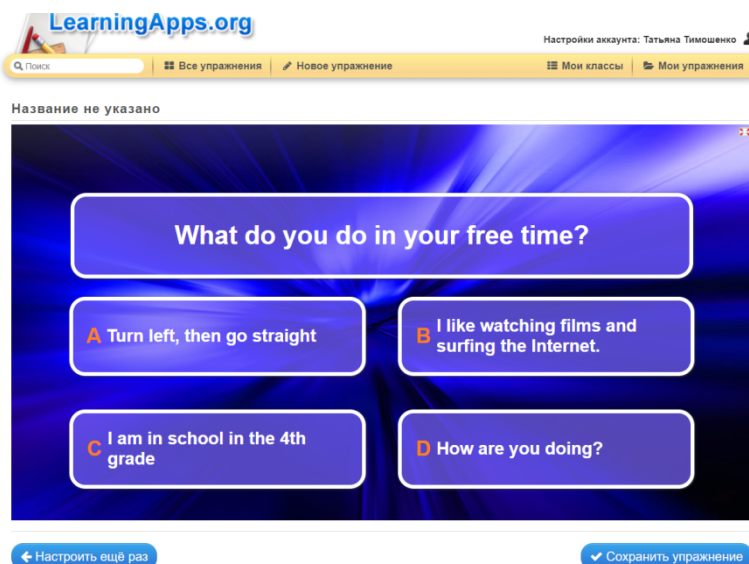 LearningApps.org
Настройки аккаунта: Татьяна Тимошенко
Поиск
Все упражнения
Новое упражнение
Мои классы
Мои упражнения
Название не указано
What do you do in your free time?
A Turn left, then go straight
B I like watching films and
surfing the Internet.
C I am in school in the 4th
grade
D How are you doing?
Настроить ещё раз
Сохранить упражнение